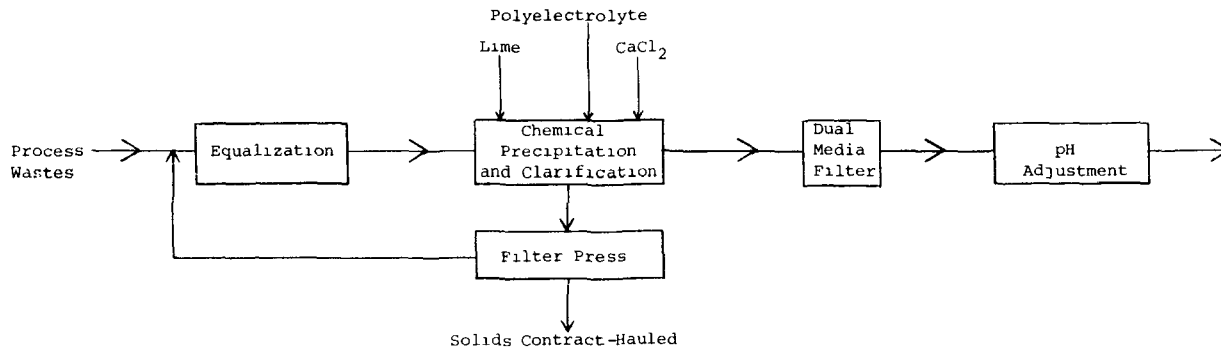 Polyelectrolyte
Lime
CaCl2
Process
Wastes
Equalization
Chemical
Precipitation
and Clarification
Dual
Media
Filter
pH
Adjustment
Filter Press
Solids Contract-Hauled